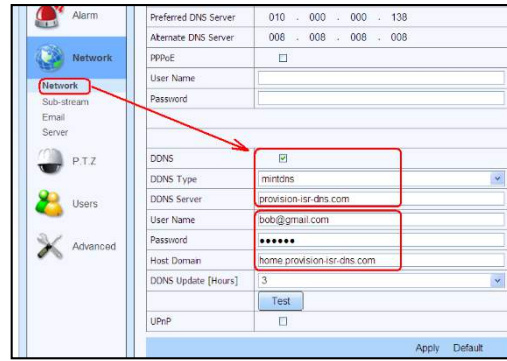 Alarm
Preferred DNS Server 010 . 000 . 000 . 138
Alternate DNS Server 008 . 008 . 008 . 008
Network
PPPoE
User Name
Network
Password
Sub-stream
Email
Server
P.T.Z
DDNS
DDNS Type mintdns
DDNS Server provision-isr-dns.com
Users
User Name bob@gmail.com
Password ••••••
Advanced
Host Domain home.provision-isr-dns.com
DDNS Update [Hours] 3
Test
UPnP
Apply Default